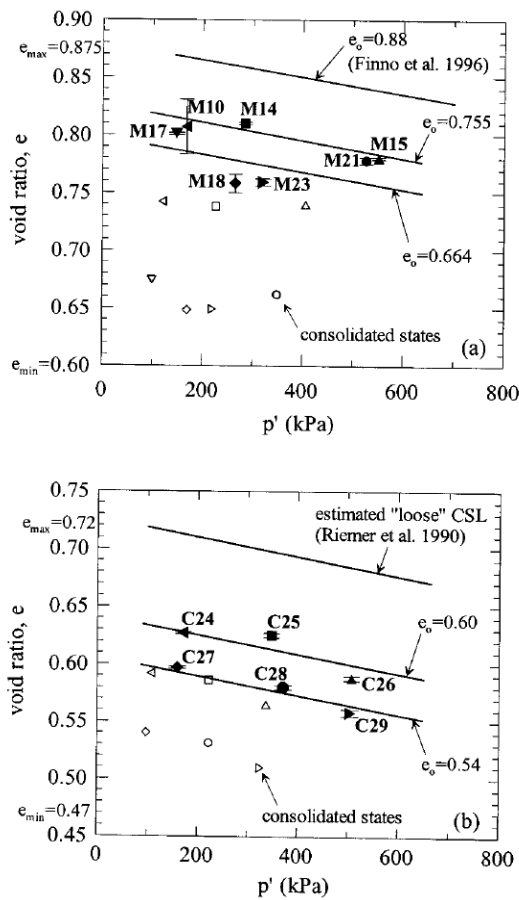 0.90
e_max=0.875
0.85
0.80
0.75
0.70
0.65
e_min=0.60
0.60
void ratio, e
e_o=0.88
(Finno et al. 1996)
M10
M14
M17
M15
e_o=0.755
M21
M18
M23
e_o=0.664
consolidated states
(a)
0
200
400
600
800
p' (kPa)
0.75
e_max=0.72
0.70
0.65
0.60
0.55
0.50
e_min=0.47
0.45
void ratio, e
estimated "loose" CSL
(Riemer et al. 1990)
C24
C25
e_o=0.60
C27
C28
C26
C29
e_o=0.54
consolidated states
(b)
0
200
400
600
800
p' (kPa)